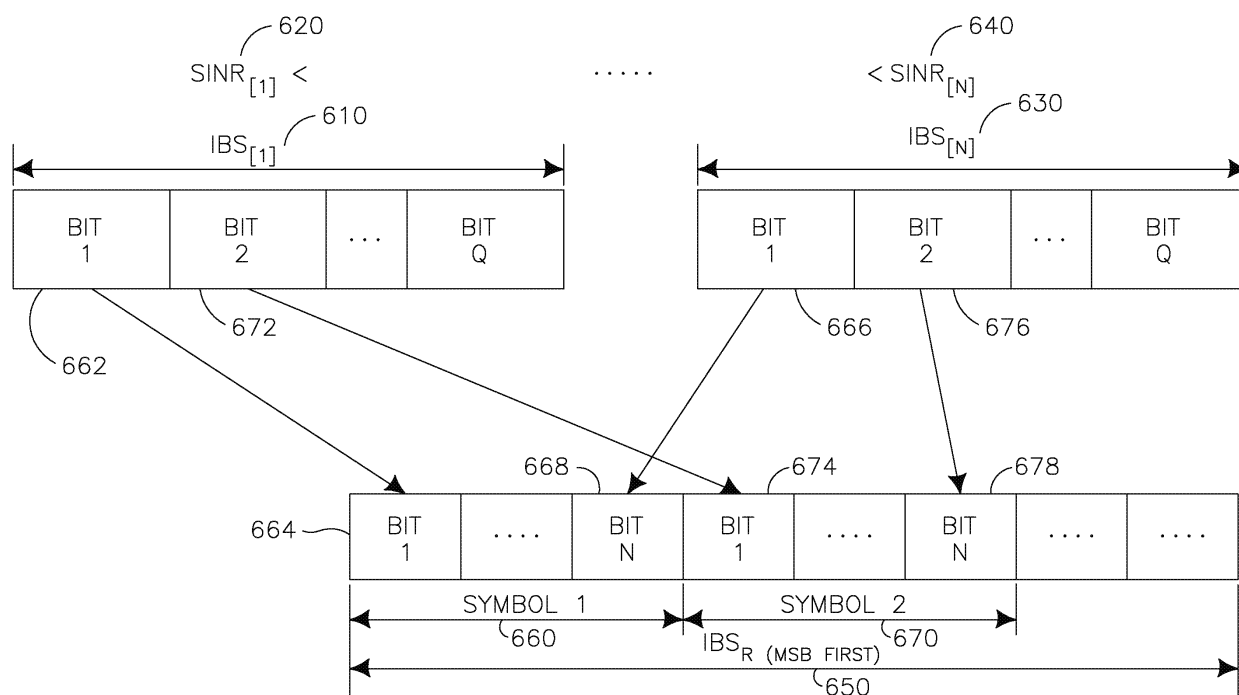 620 640
SINR[1] < ..... < SINR[N]
610 630
IBS[1] IBS[N]
BIT 1 BIT 2 ... BIT Q BIT 1 BIT 2 ... BIT Q
662 672 666 676
668 674 678
664 BIT 1 .... BIT N BIT 1 .... BIT N .... ....
SYMBOL 1 SYMBOL 2
660 670
IBSR (MSB FIRST)
650